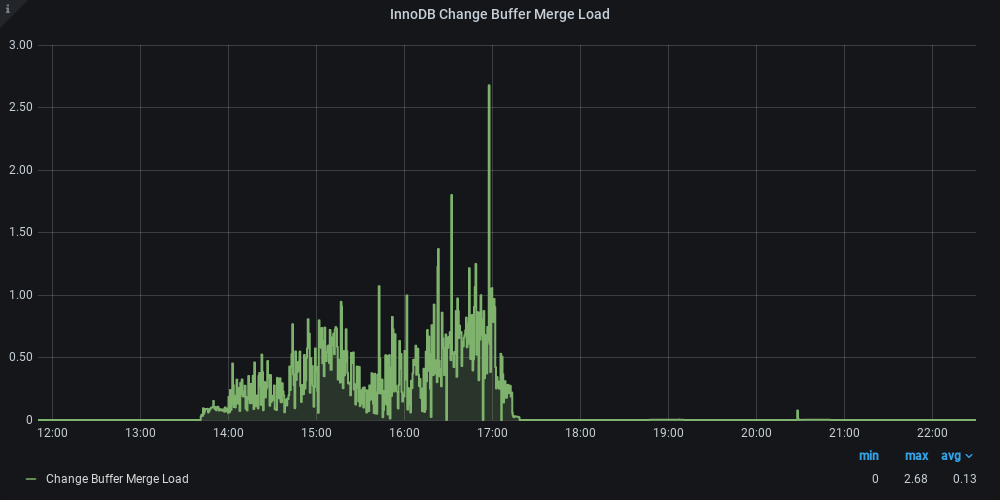 i
InnoDB Change Buffer Merge Load
3.00
2.50
2.00
1.50
1.00
0.50
0
12:00 13:00 14:00 15:00 16:00 17:00 18:00 19:00 20:00 21:00 22:00
min max avg
Change Buffer Merge Load 0 2.68 0.13